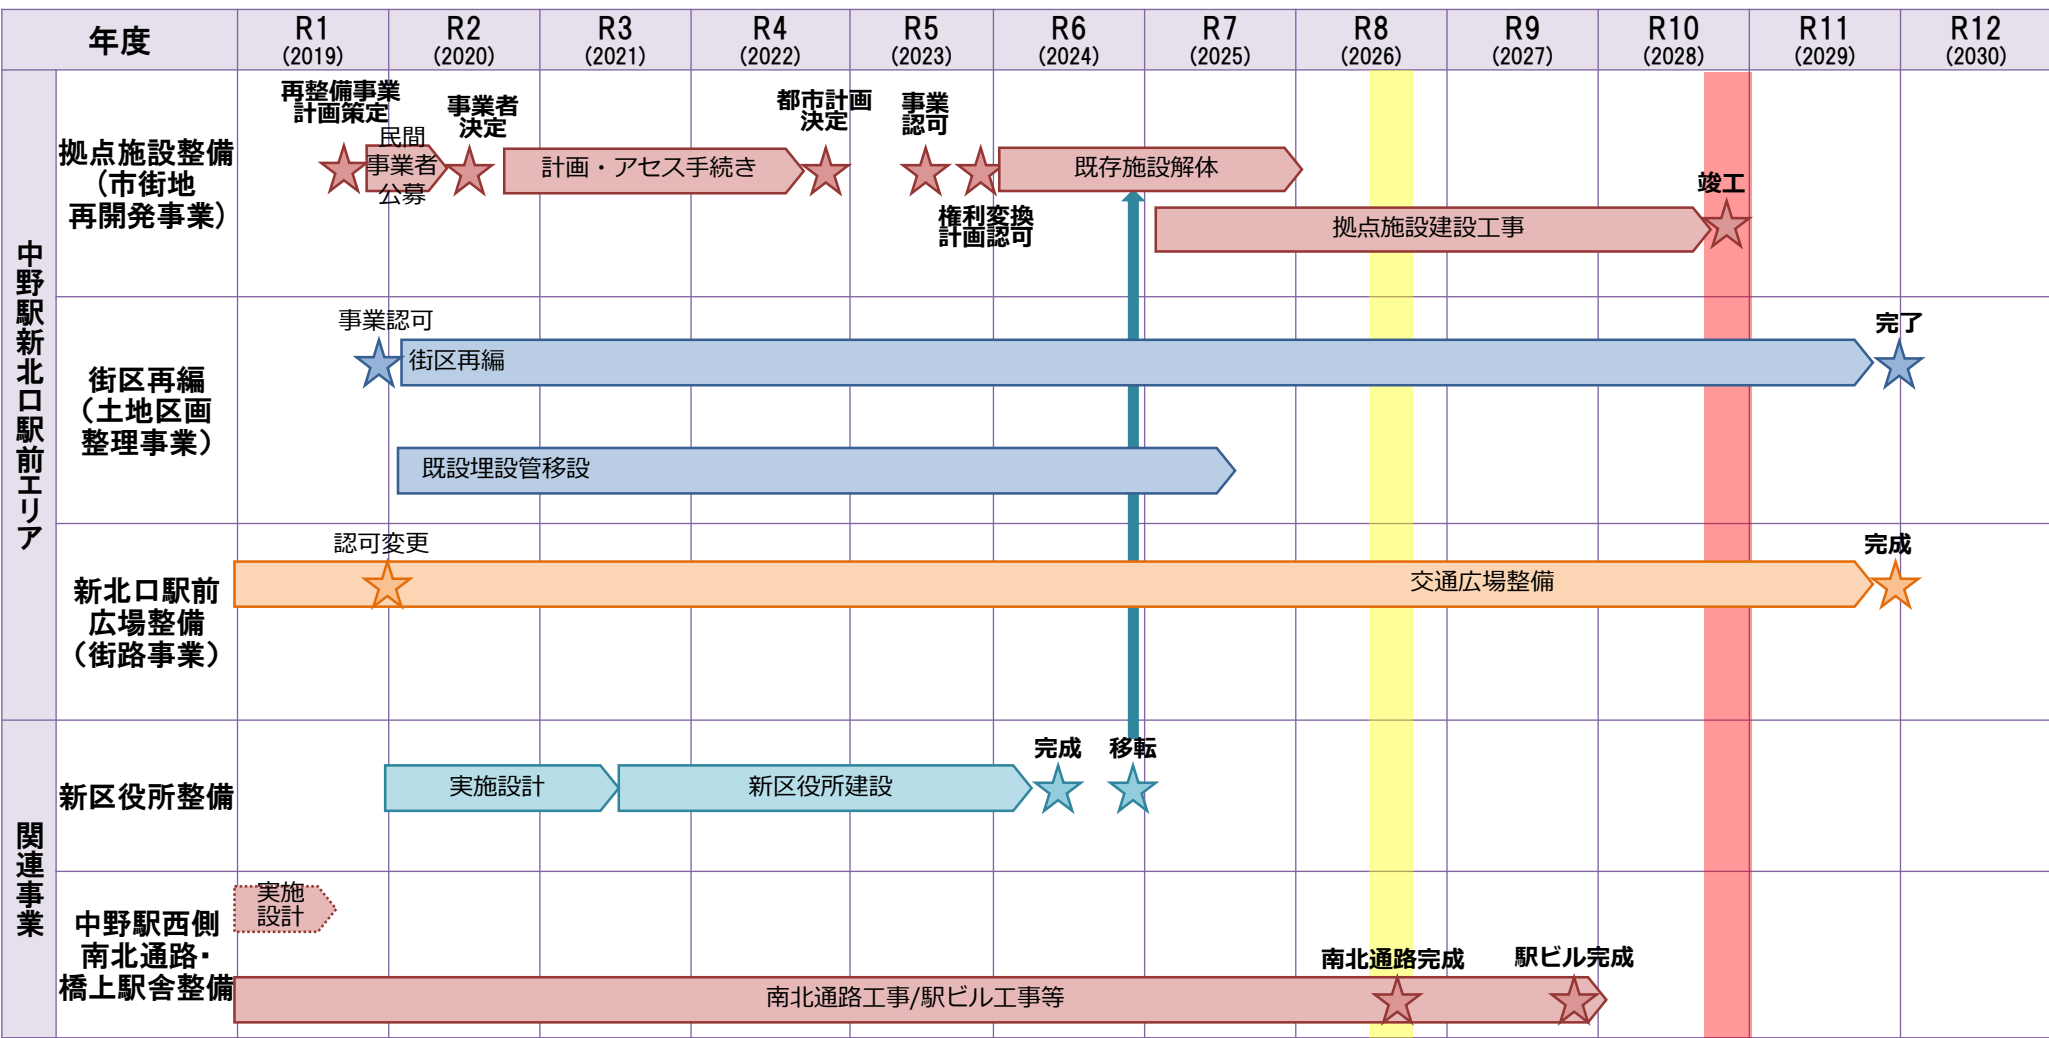 年度
R1
(2019)
R2
(2020)
R3
(2021)
R4
(2022)
R5
(2023)
R6
(2024)
R7
(2025)
R8
(2026)
R9
(2027)
R10
(2028)
R11
(2029)
R12
(2030)
中野駅新北口駅前エリア
拠点施設整備
(市街地
再開発事業)
再整備事業
計画策定
民間
事業者
公募
事業者
決定
計画・アセス手続き
都市計画
決定
事業
認可
権利変換
計画認可
既存施設解体
拠点施設建設工事
竣工
街区再編
(土地区画
整理事業)
事業認可
街区再編
完了
既設埋設管移設
新北口駅前
広場整備
(街路事業)
認可変更
交通広場整備
完成
関連事業
新区役所整備
実施設計
新区役所建設
完成
移転
中野駅西側
南北通路・
橋上駅舎整備
実施
設計
南北通路工事/駅ビル工事等
南北通路完成
駅ビル完成